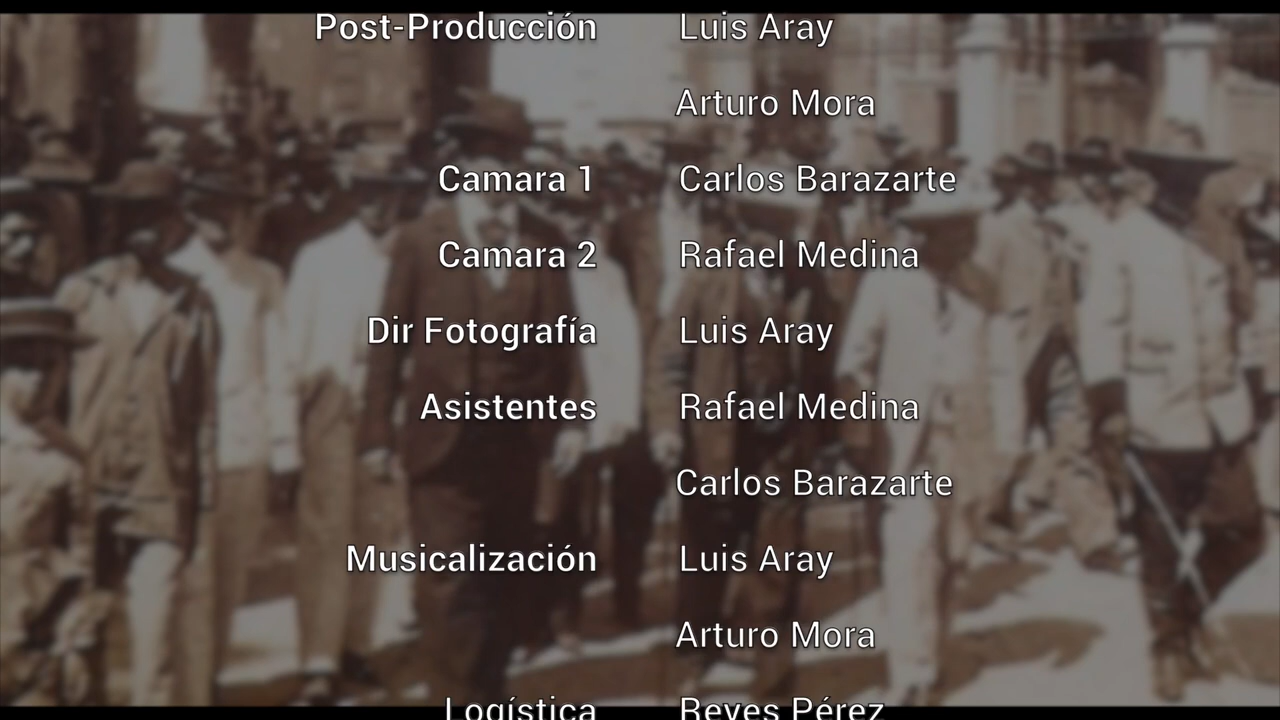 Post-Producción Luis Aray
Arturo Mora
Camara 1 Carlos Barazarte
Camara 2 Rafael Medina
Dir Fotografía Luis Aray
Asistentes Rafael Medina
Carlos Barazarte
Musicalización Luis Aray
Arturo Mora
Logística Reyes Pérez